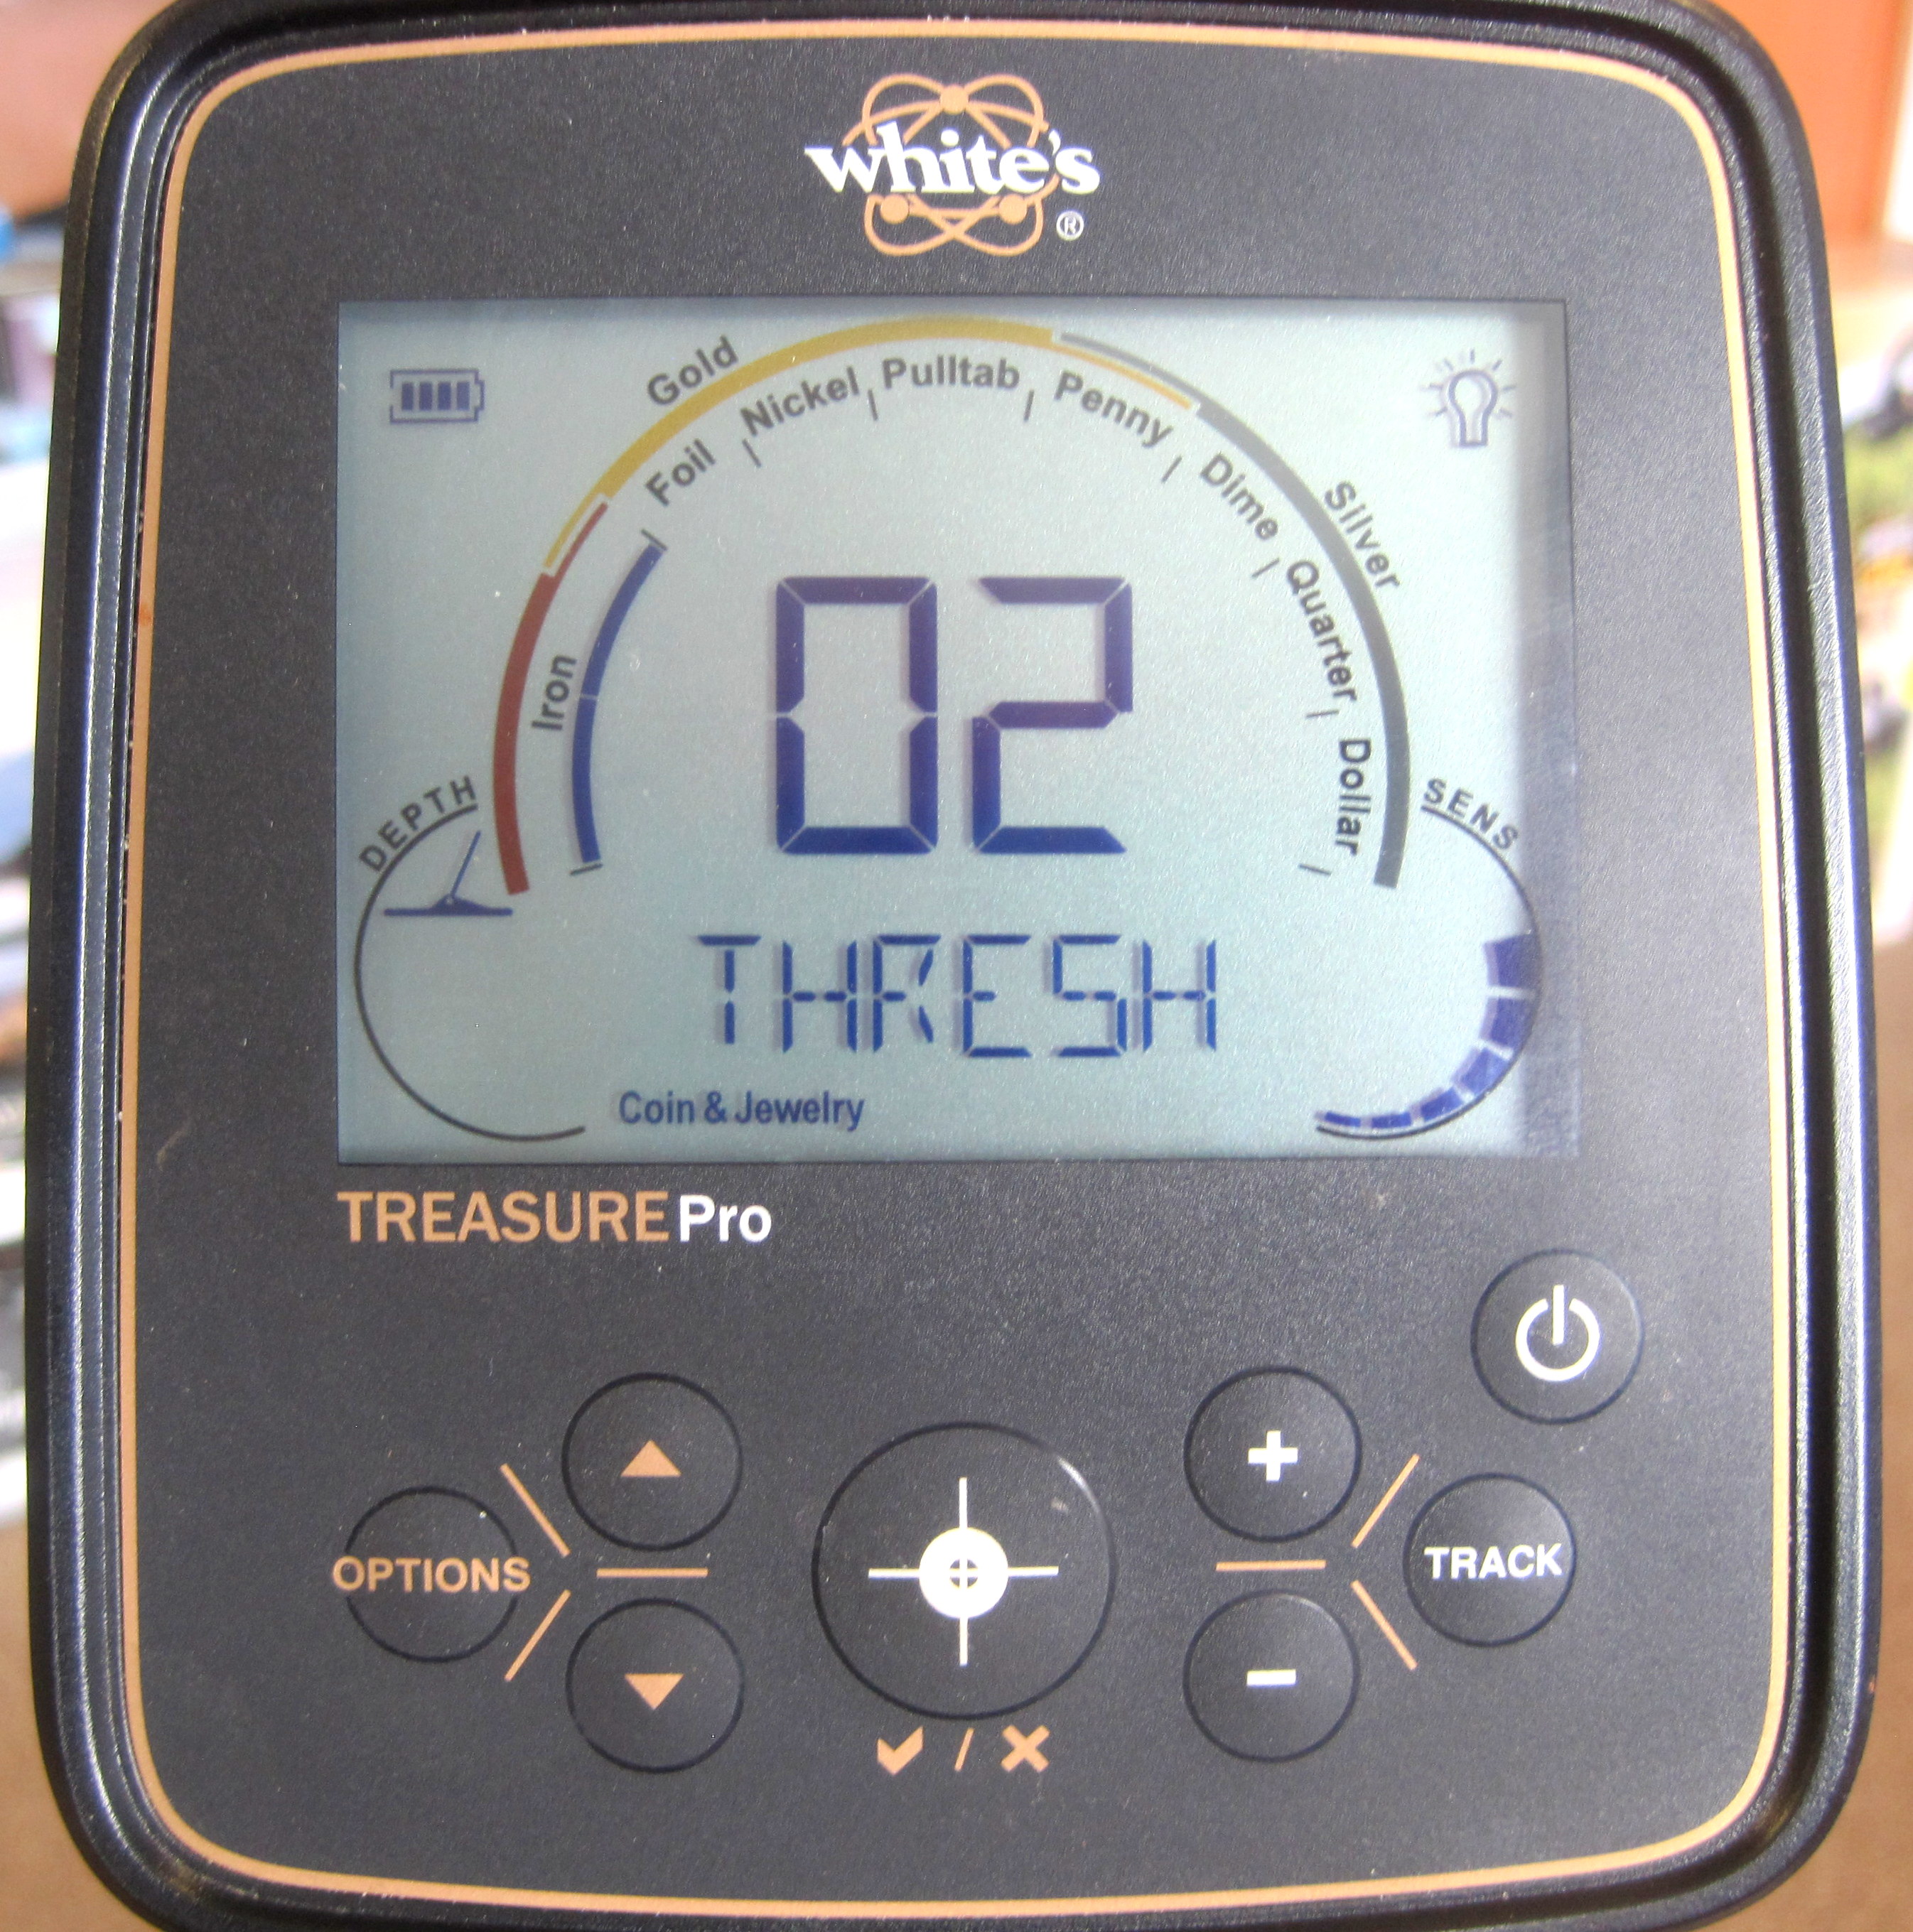 white's
®
Gold
Nickel
Pulltab
Penny
Foil
Dime
Silver
Iron
Quarter
02
Dollar
DEPTH
SENS
THRESH
Coin & Jewelry
TREASURE Pro
OPTIONS
+
TRACK
-
✓ / ✗